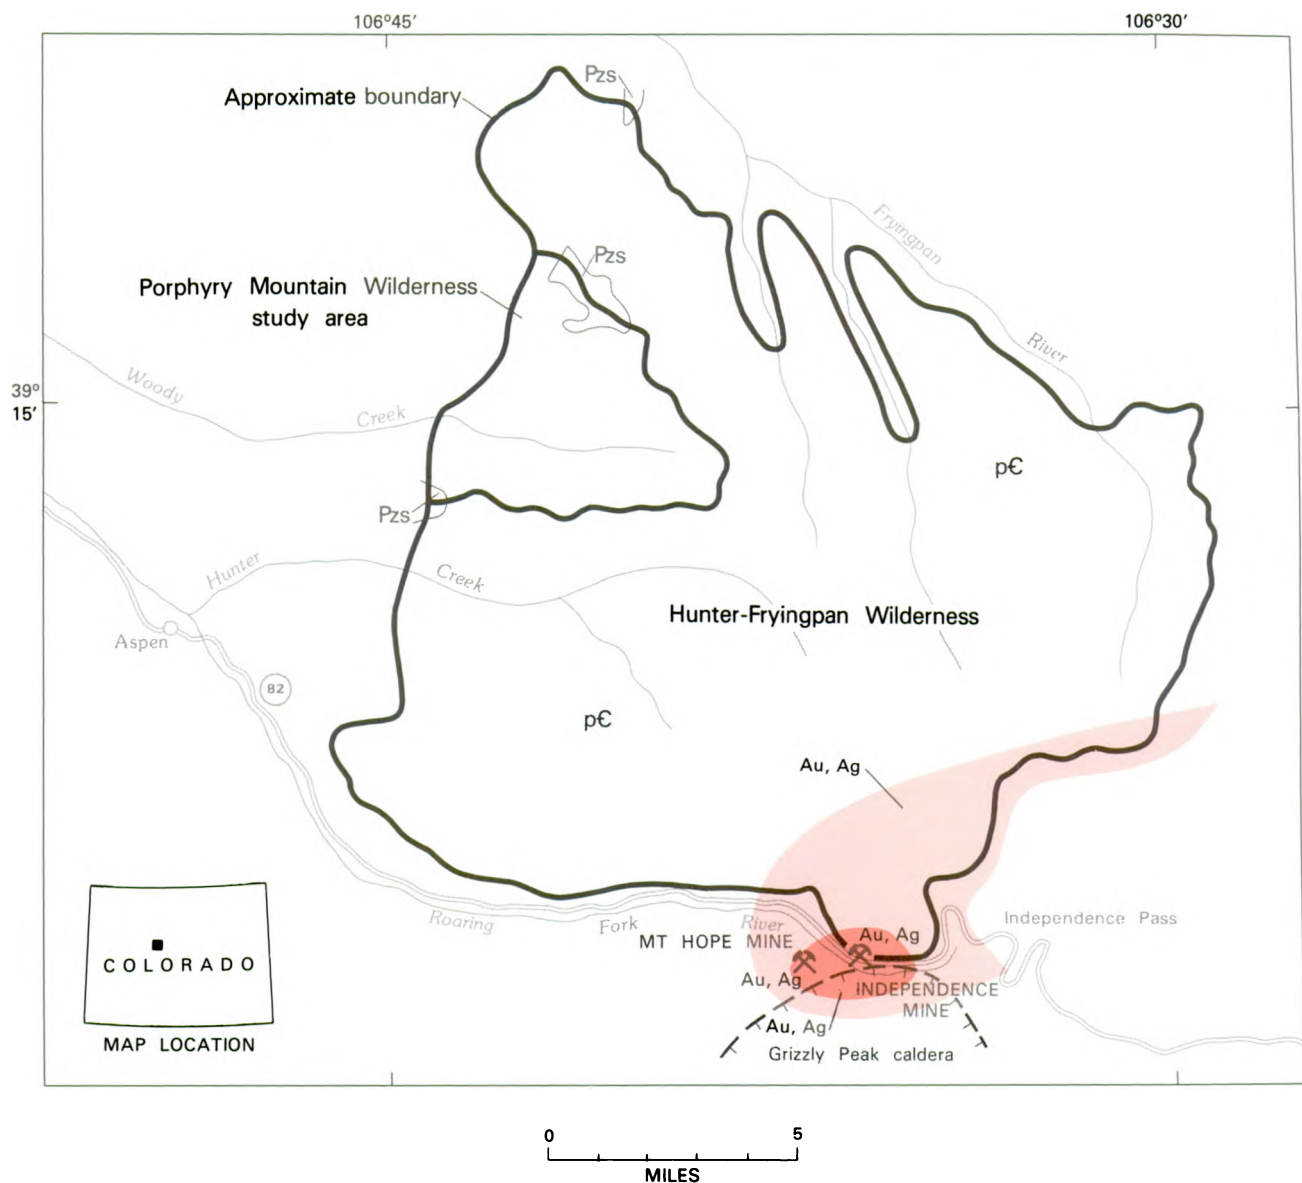 106°45'
106°30'
Pzs
Approximate boundary
Fryingpan
Pzs
Porphyry Mountain Wilderness
study area
River
Woody
39°
15'
Creek
p€
Pzs
Hunter
Creek
Hunter-Fryingpan Wilderness
Aspen
82
p€
Au, Ag
Roaring
Fork
River
Independence Pass
MT HOPE MINE
Au, Ag
COLORADO
Au, Ag
INDEPENDENCE
MINE
Au, Ag
Grizzly Peak caldera
MAP LOCATION
0
5
MILES